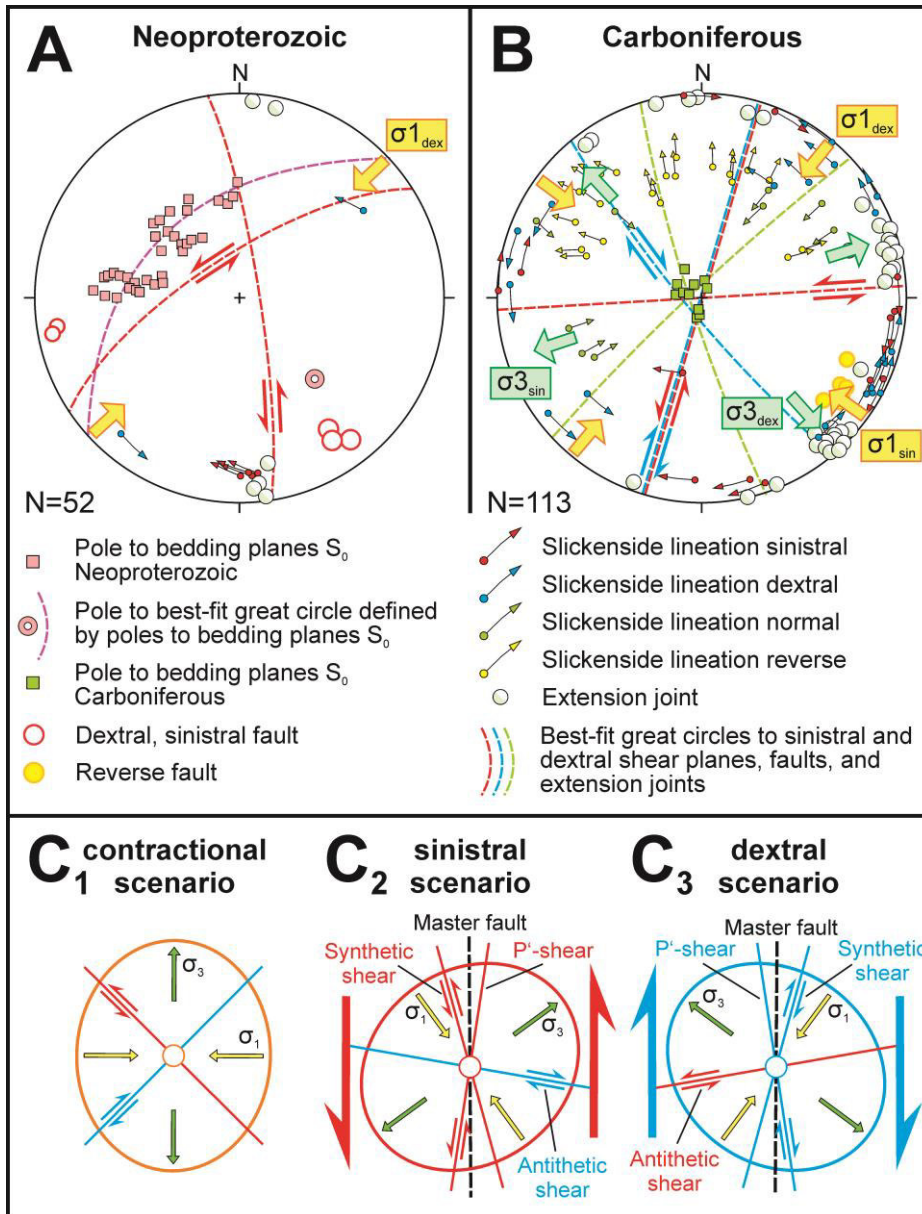 A Neoproterozoic
N
σ1dex
N=52
B Carboniferous
N
σ1dex
σ3sin
σ3dex
σ1sin
N=113
Pole to bedding planes S0
Neoproterozoic
Pole to best-fit great circle defined
by poles to bedding planes S0
Pole to bedding planes S0
Carboniferous
Dextral, sinistral fault
Reverse fault
Slickenside lineation sinistral
Slickenside lineation dextral
Slickenside lineation normal
Slickenside lineation reverse
Extension joint
Best-fit great circles to sinistral and
dextral shear planes, faults, and
extension joints
C1 contractional
scenario
σ3
σ1
C2 sinistral
scenario
Master fault
Synthetic
shear
P'-shear
σ1
σ3
Antithetic
shear
C3 dextral
scenario
Master fault
P'-shear
Synthetic
shear
σ3
σ1
Antithetic
shear